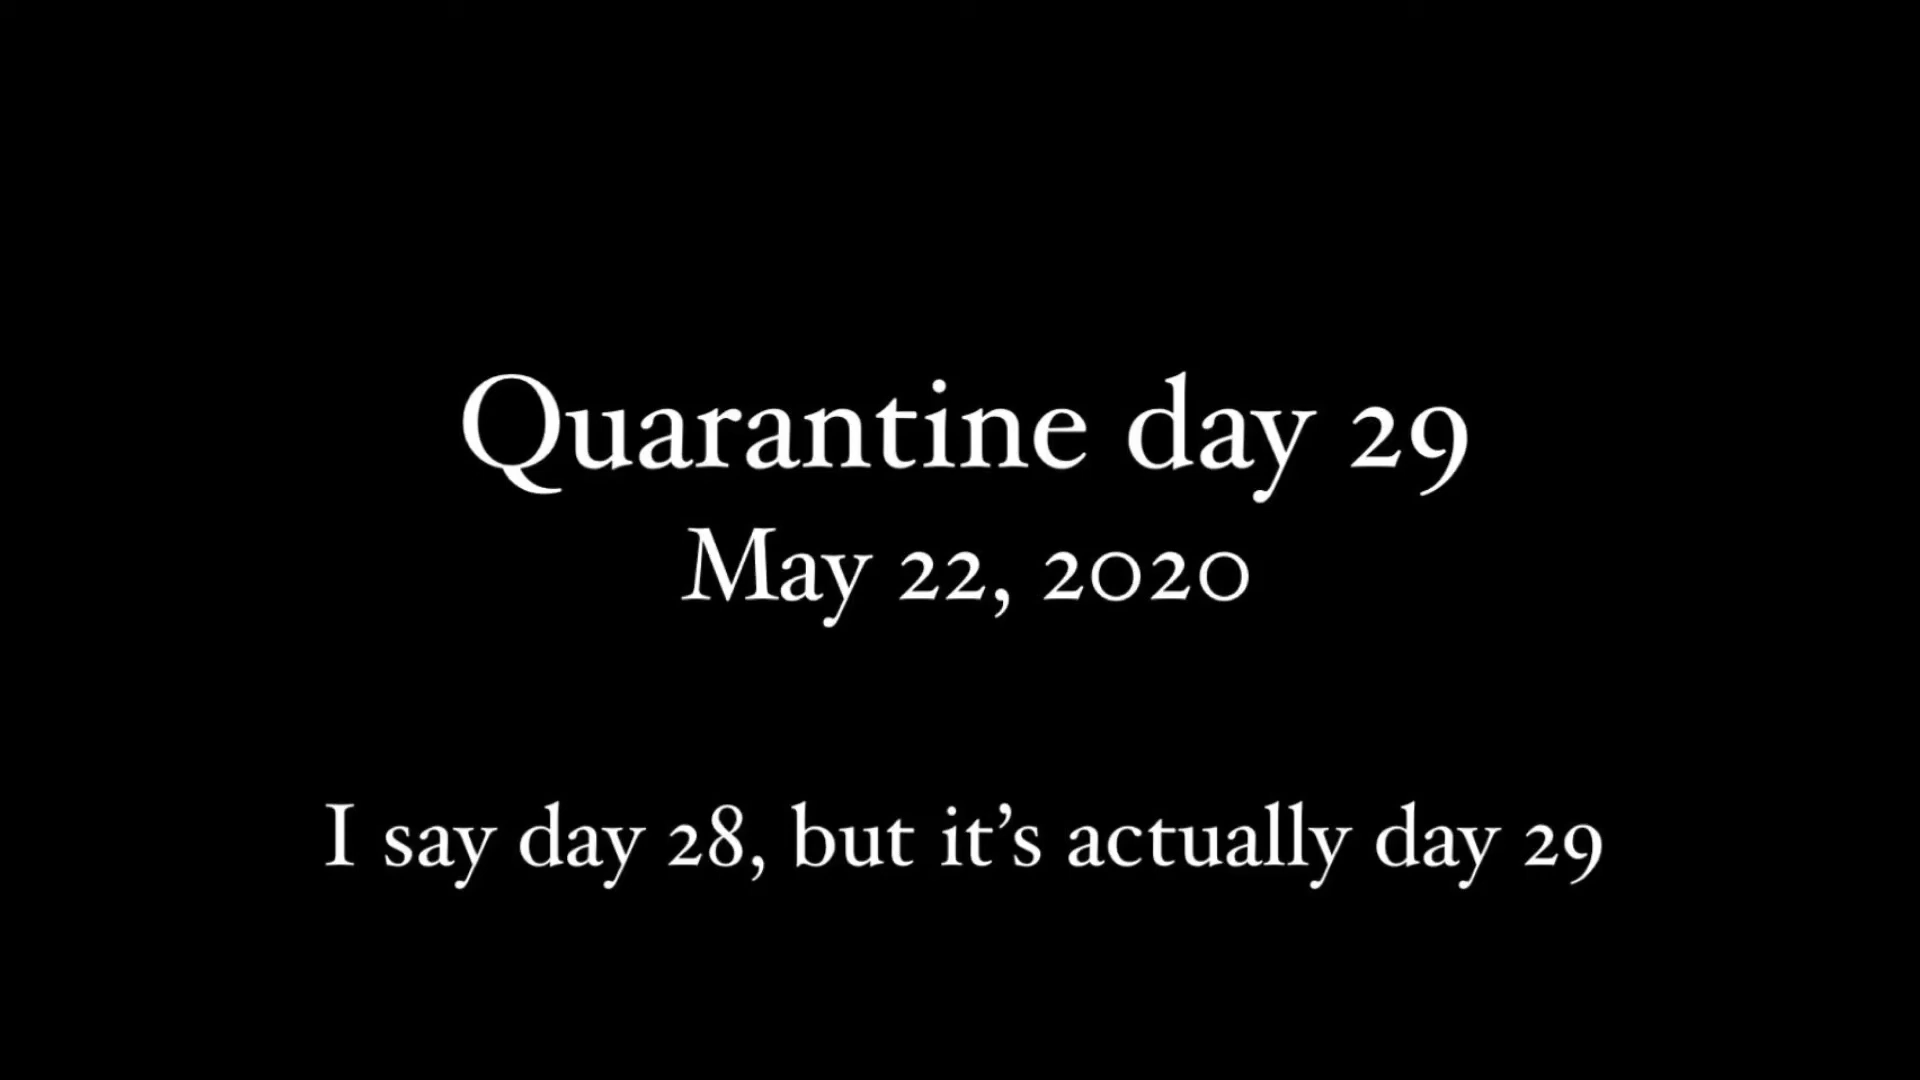 Quarantine day 29
May 22, 2020
I say day 28, but it’s actually day 29